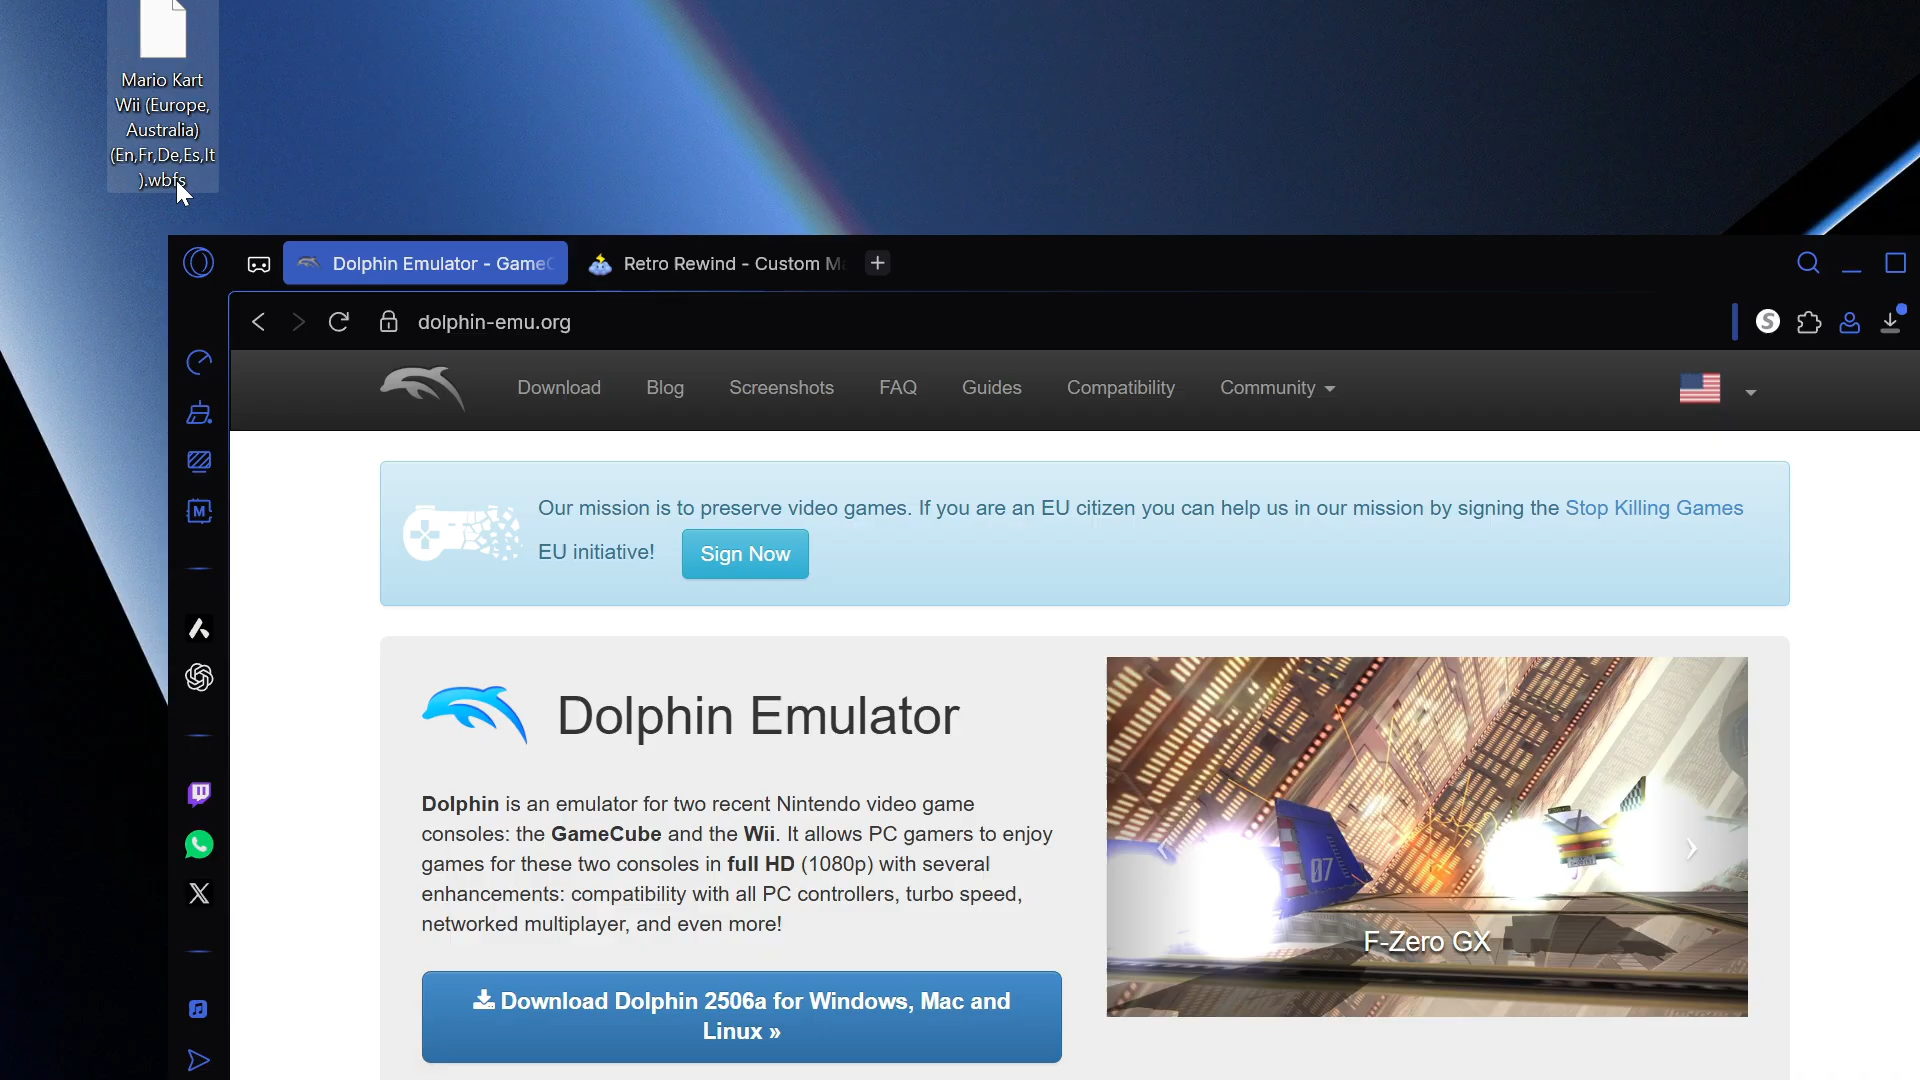 Mario Kart
Wii (Europe,
Australia)
(En,Fr,De,Es,It
).wbfs
Dolphin Emulator - GameC
Retro Rewind - Custom Ma
dolphin-emu.org
Download
Blog
Screenshots
FAQ
Guides
Compatibility
Community
Our mission is to preserve video games. If you are an EU citizen you can help us in our mission by signing the Stop Killing Games
EU initiative! Sign Now
Dolphin Emulator
Dolphin is an emulator for two recent Nintendo video game
consoles: the GameCube and the Wii. It allows PC gamers to enjoy
games for these two consoles in full HD (1080p) with several
enhancements: compatibility with all PC controllers, turbo speed,
networked multiplayer, and even more!
Download Dolphin 2506a for Windows, Mac and
Linux »
07
F-Zero GX